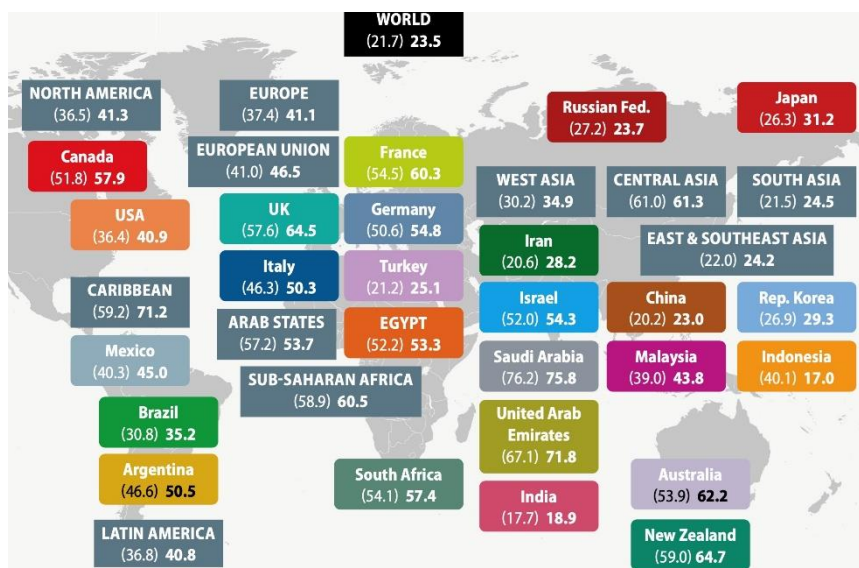 WORLD
(21.7) 23.5
NORTH AMERICA
(36.5) 41.3
EUROPE
(37.4) 41.1
Russian Fed.
(27.2) 23.7
Japan
(26.3) 31.2
Canada
(51.8) 57.9
EUROPEAN UNION
(41.0) 46.5
France
(54.5) 60.3
WEST ASIA
(30.2) 34.9
CENTRAL ASIA
(61.0) 61.3
SOUTH ASIA
(21.5) 24.5
USA
(36.4) 40.9
UK
(57.6) 64.5
Germany
(50.6) 54.8
Iran
(20.6) 28.2
EAST & SOUTHEAST ASIA
(22.0) 24.2
Italy
(46.3) 50.3
Turkey
(21.2) 25.1
CARIBBEAN
(59.2) 71.2
Israel
(52.0) 54.3
China
(20.2) 23.0
Rep. Korea
(26.9) 29.3
ARAB STATES
(57.2) 53.7
EGYPT
(52.2) 53.3
Mexico
(40.3) 45.0
Saudi Arabia
(76.2) 75.8
Malaysia
(39.0) 43.8
Indonesia
(40.1) 17.0
SUB-SAHARAN AFRICA
(58.9) 60.5
Brazil
(30.8) 35.2
United Arab
Emirates
(67.1) 71.8
Argentina
(46.6) 50.5
South Africa
(54.1) 57.4
Australia
(53.9) 62.2
India
(17.7) 18.9
LATIN AMERICA
(36.8) 40.8
New Zealand
(59.0) 64.7